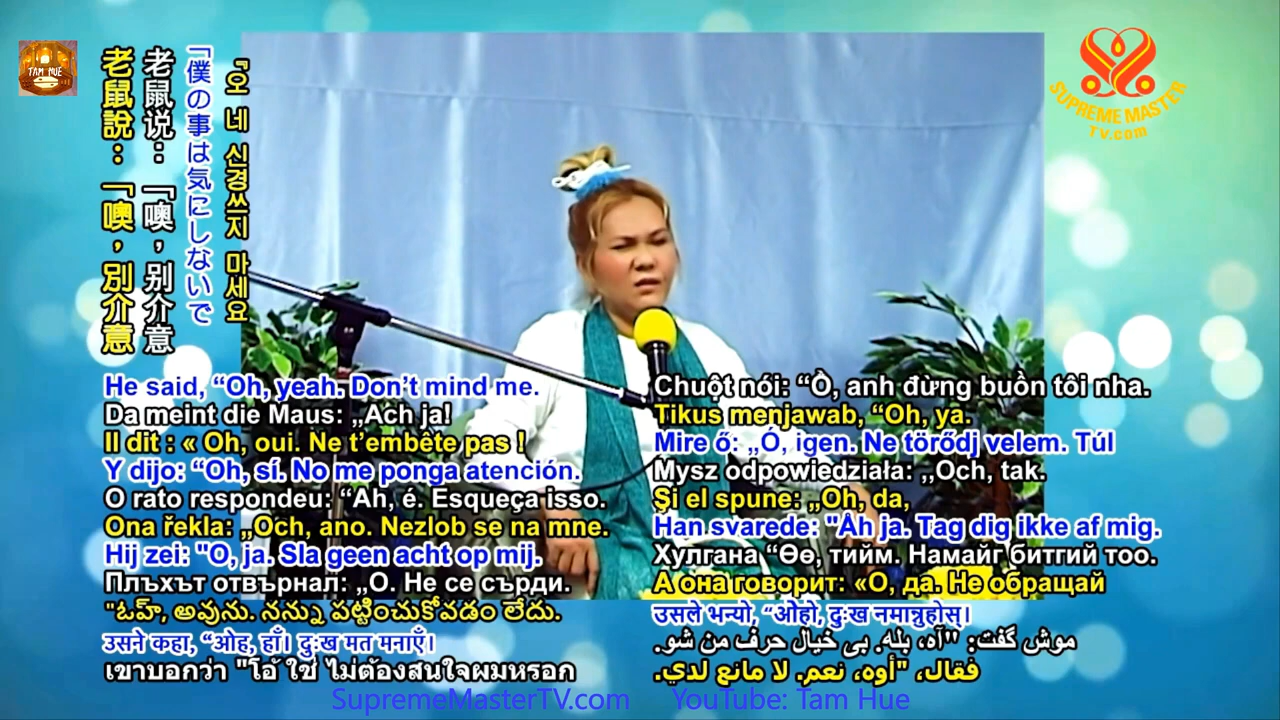 TAM HUE
SUPREME MASTER
TV.com
『오 네 신경쓰지 마세요
「僕の事は気にしないで
老鼠说：「噢，别介意
老鼠說：「噢，別介意
He said, “Oh, yeah. Don’t mind me.
Da meint die Maus: „Ach ja!
Il dit : « Oh, oui. Ne t’embête pas !
Y dijo: “Oh, sí. No me ponga atención.
O rato respondeu: “Ah, é. Esqueça isso.
Ona řekla: „Och, ano. Nezlob se na mne.
Hij zei: "O, ja. Sla geen acht op mij.
Плъхът отвърнал: „О. Не се сърди.
"ఓహ్, అవును. నన్ను పట్టించుకోవడం లేదు.
उसने कहा, “ओह, हाँ। दुःख मत मनाएँ।
เขาบอกว่า "โอ้ ใช่ ไม่ต้องสนใจผมหรอก
Chuột nói: “Ồ, anh đừng buồn tôi nha.
Tikus menjawab, “Oh, ya.
Mire ő: „Ó, igen. Ne törődj velem. Túl
Mysz odpowiedziała: ,,Och, tak.
Şi el spune: „Oh, da,
Han svarede: "Åh ja. Tag dig ikke af mig.
Хулгана “Өө, тийм. Намайг битгий тоо.
А она говорит: «О, да. Не обращай
उसले भन्यो, “ओहो, दुःख नमान्नुहोस्।
موش گفت: "آه، بله. بی خیال حرف من شو.
فقال، "أوه، نعم. لا مانع لدي.
SupremeMasterTV.com YouTube: Tam Hue